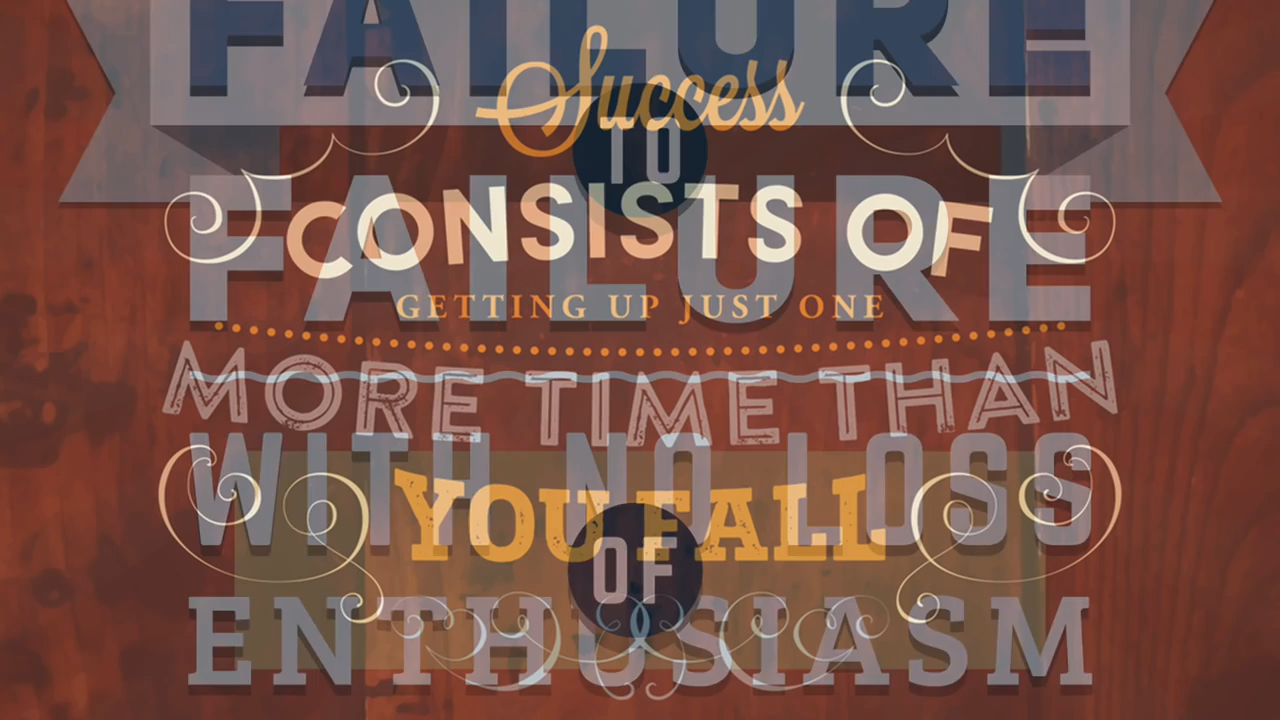 FAILURE
Success
TO
CONSISTS OF
FAILURE
GETTING UP JUST ONE
MORE TIME THAN
WITH NO LOSS
YOU FALL
OF
ENTHUSIASM